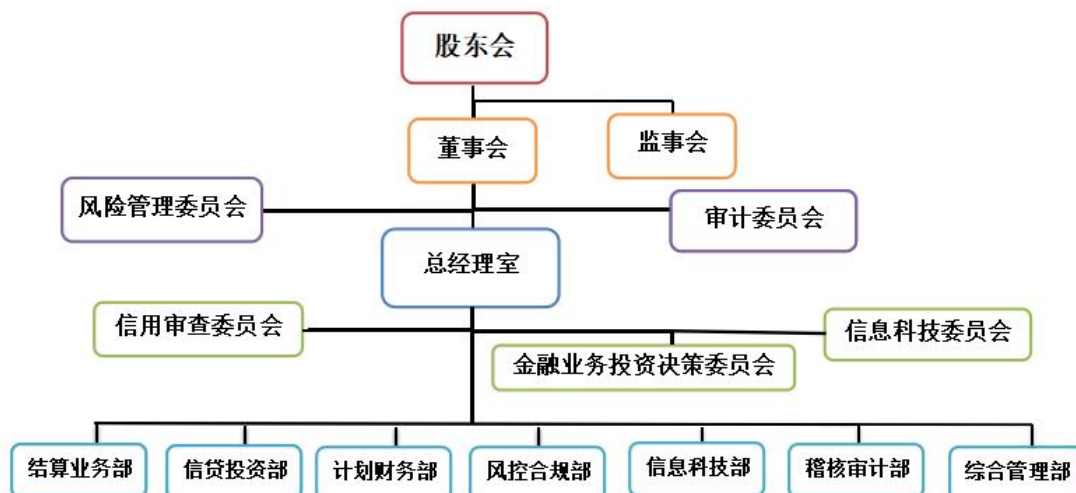 股东会
董事会
监事会
风险管理委员会
审计委员会
总经理室
信用审查委员会
信息科技委员会
金融业务投资决策委员会
结算业务部
信贷投资部
计划财务部
风控合规部
信息科技部
稽核审计部
综合管理部